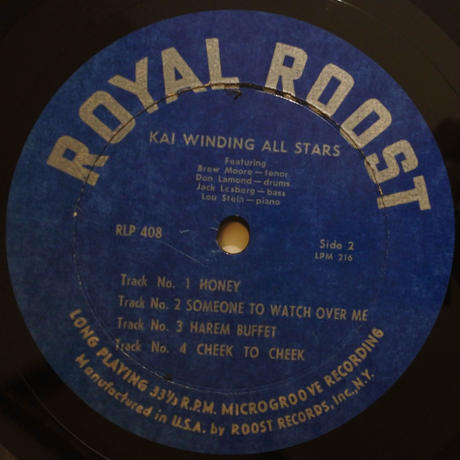 ROYAL ROOST
KAI WINDING ALL STARS
Featuring
Brew Moore—tenor
Don Lamond—drums
Jack Lesberg—bass
Lou Stein—piano
RLP 408
Side 2
LPM 216
Track No. 1 HONEY
Track No. 2 SOMEONE TO WATCH OVER ME
Track No. 3 HAREM BUFFET
Track No. 4 CHEEK TO CHEEK
LONG PLAYING 33⅓ R.P.M. MICROGROOVE RECORDING
Manufactured in U.S.A. by ROOST RECORDS, Inc., N.Y.